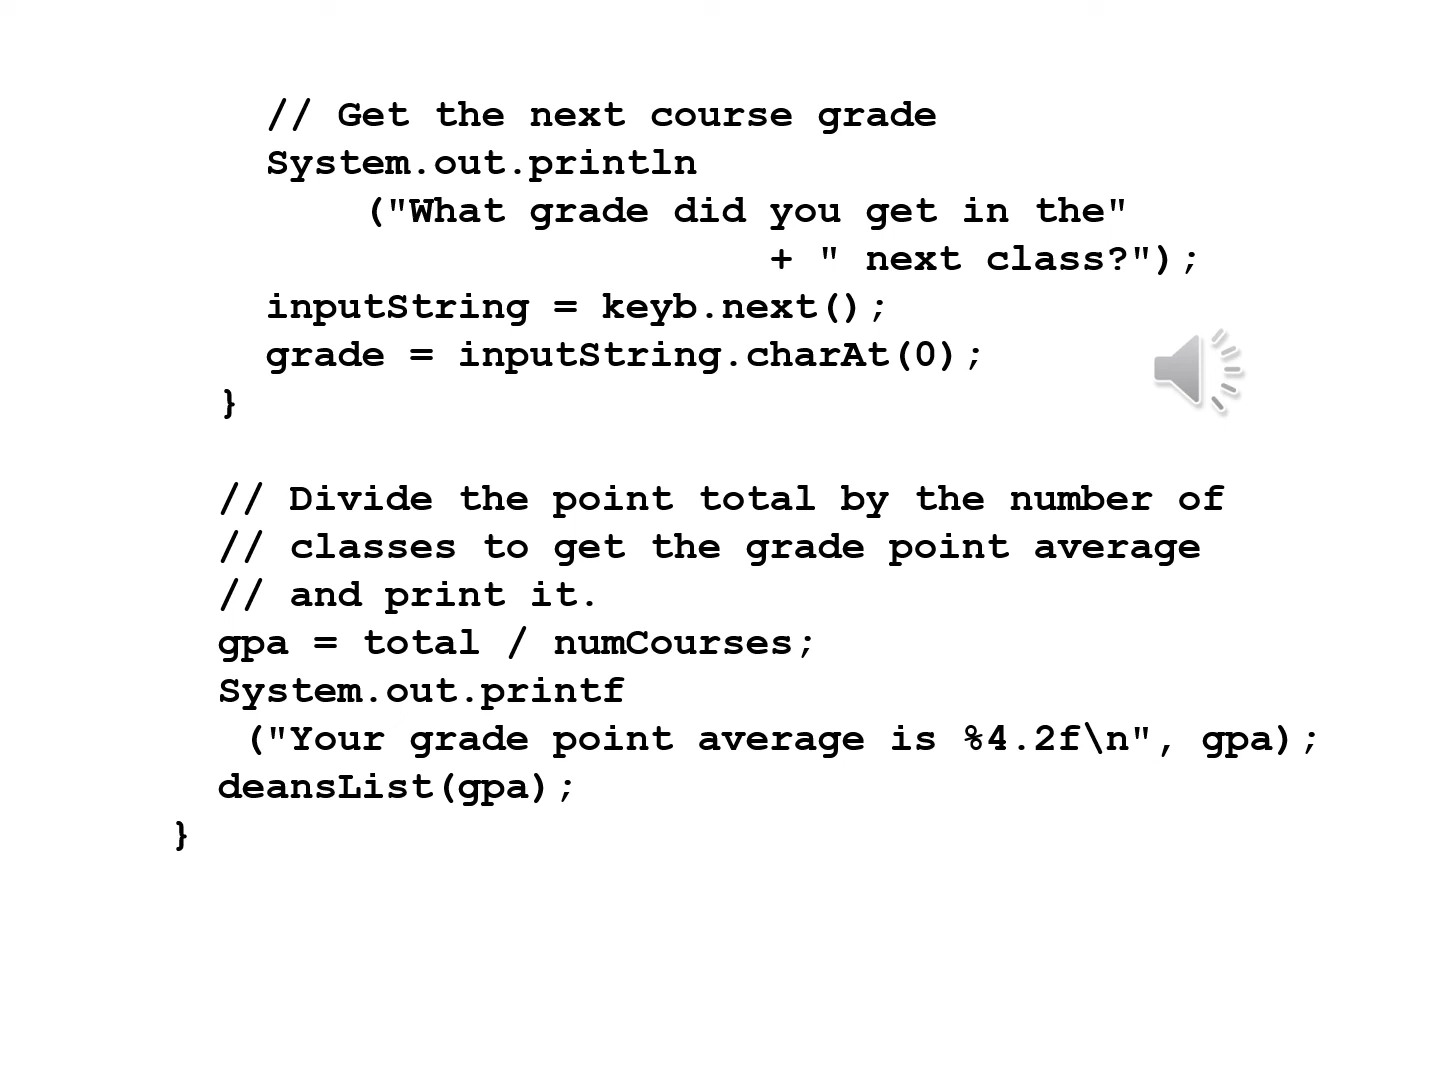 // Get the next course grade
System.out.println
("What grade did you get in the"
+ " next class?");
inputString = keyb.next();
grade = inputString.charAt(0);
}
// Divide the point total by the number of
// classes to get the grade point average
// and print it.
gpa = total / numCourses;
System.out.printf
("Your grade point average is %4.2f\n", gpa);
deansList(gpa);
}